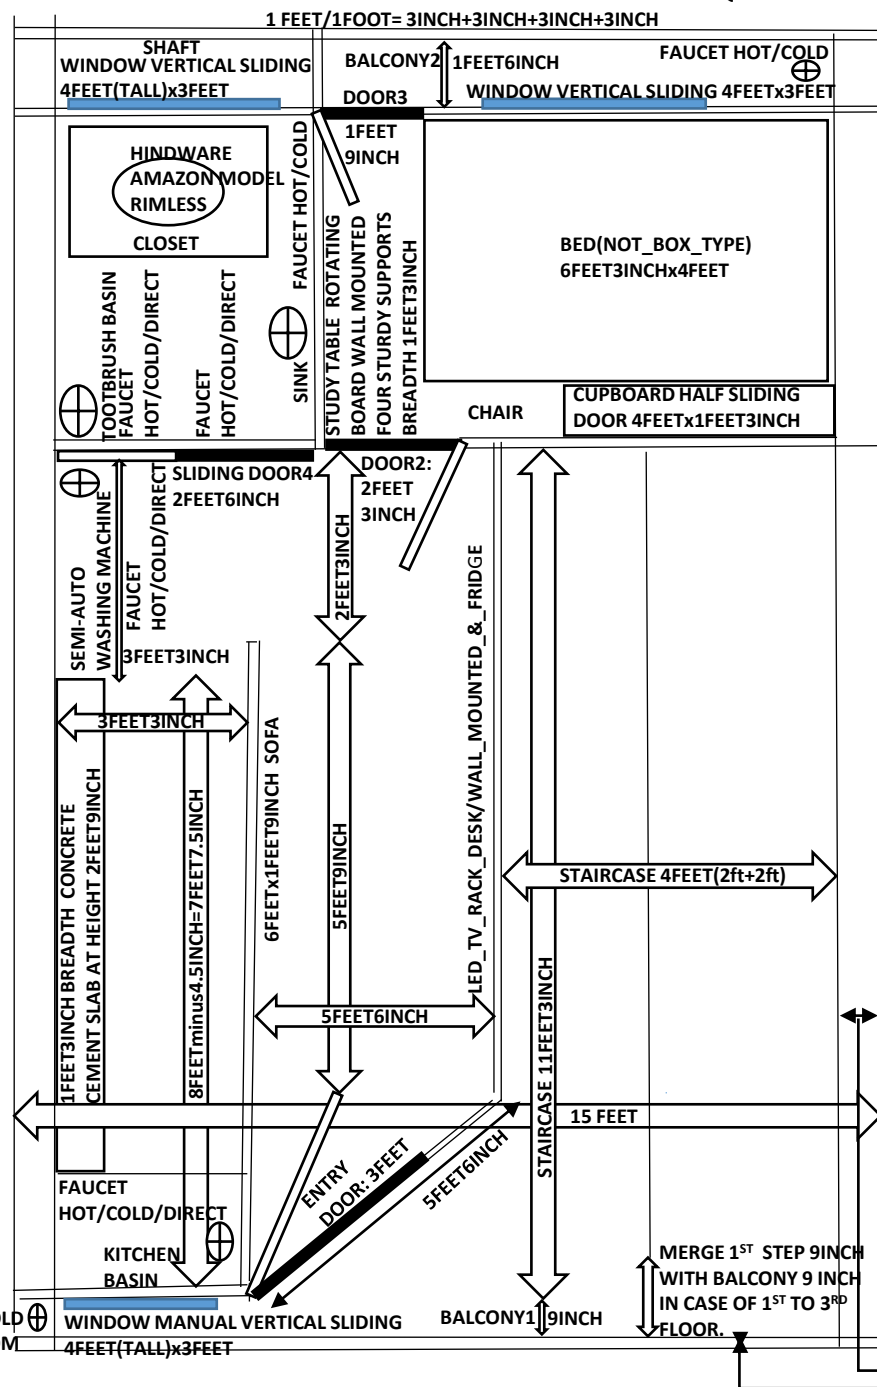 1 FEET/1FOOT= 3INCH+3INCH+3INCH+3INCH
SHAFT
WINDOW VERTICAL SLIDING
4FEET(TALL)x3FEET
BALCONY2
1FEET6INCH
FAUCET HOT/COLD
WINDOW VERTICAL SLIDING 4FEETx3FEET
DOOR3
1FEET
9INCH
HINDWARE
AMAZON MODEL
RIMLESS
CLOSET
FAUCET HOT/COLD
SINK
STUDY TABLE ROTATING
BOARD WALL MOUNTED
FOUR STURDY SUPPORTS
BREADTH 1FEET3INCH
BED(NOT_BOX_TYPE)
6FEET3INCHx4FEET
TOOTBRUSH BASIN
FAUCET
HOT/COLD/DIRECT
FAUCET
HOT/COLD/DIRECT
CHAIR
CUPBOARD HALF SLIDING
DOOR 4FEETx1FEET3INCH
SLIDING DOOR4
2FEET6INCH
DOOR2:
2FEET
3INCH
SEMI-AUTO
WASHING MACHINE
FAUCET
HOT/COLD/DIRECT
2FEET3INCH
3FEET3INCH
3FEET3INCH
LED_TV_RACK_DESK/WALL_MOUNTED_&_FRIDGE
6FEETx1FEET9INCH SOFA
5FEET9INCH
STAIRCASE 4FEET(2ft+2ft)
1FEET3INCH BREADTH CONCRETE
CEMENT SLAB AT HEIGHT 2FEET9INCH
8FEETminus4.5INCH=7FEET7.5INCH
5FEET6INCH
STAIRCASE 11FEET3INCH
15 FEET
ENTRY
DOOR: 3FEET
5FEET6INCH
FAUCET
HOT/COLD/DIRECT
KITCHEN
BASIN
MERGE 1ST STEP 9INCH
WITH BALCONY 9 INCH
IN CASE OF 1ST TO 3RD
FLOOR.
BALCONY1
9INCH
WINDOW MANUAL VERTICAL SLIDING
4FEET(TALL)x3FEET